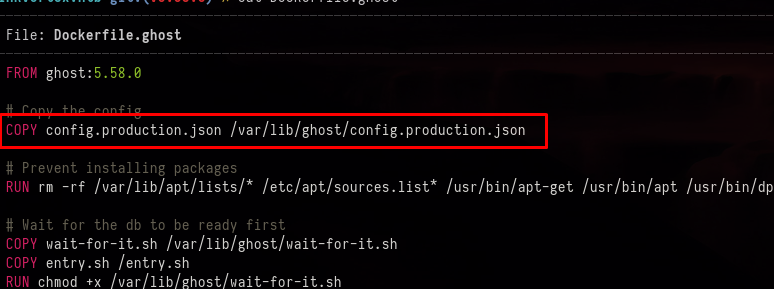 File: Dockerfile.ghost
FROM ghost:5.58.0
# Copy the config
COPY config.production.json /var/lib/ghost/config.production.json
# Prevent installing packages
RUN rm -rf /var/lib/apt/lists/* /etc/apt/sources.list* /usr/bin/apt-get /usr/bin/apt /usr/bin/dp
# Wait for the db to be ready first
COPY wait-for-it.sh /var/lib/ghost/wait-for-it.sh
COPY entry.sh /entry.sh
RUN chmod +x /var/lib/ghost/wait-for-it.sh